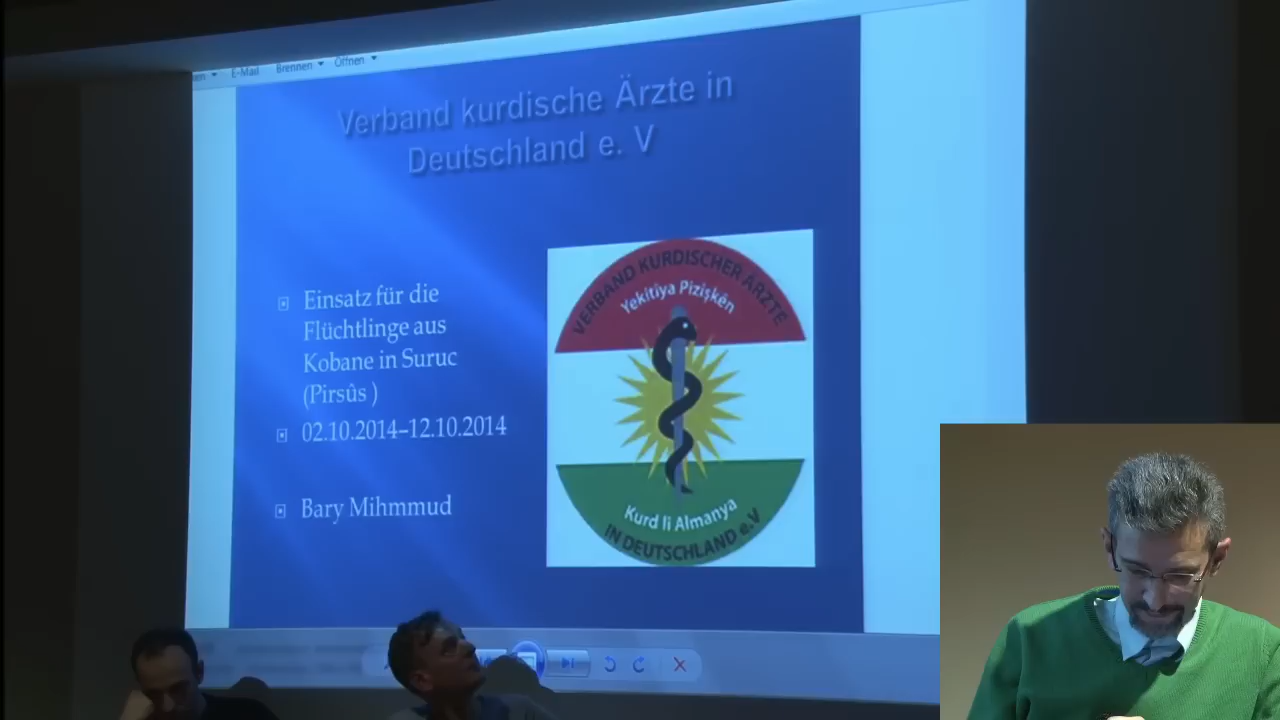 E-Mail
Brennen
Öffnen
Verband kurdische Ärzte in
Deutschland e. V
Einsatz für die
Flüchtlinge aus
Kobane in Suruc
(Pirsûs )
02.10.2014–12.10.2014
Bary Mihmmud
VERBAND KURDISCHER ÄRZTE
Yekitiya Pizişkên
Kurd li Almanya
IN DEUTSCHLAND e.V